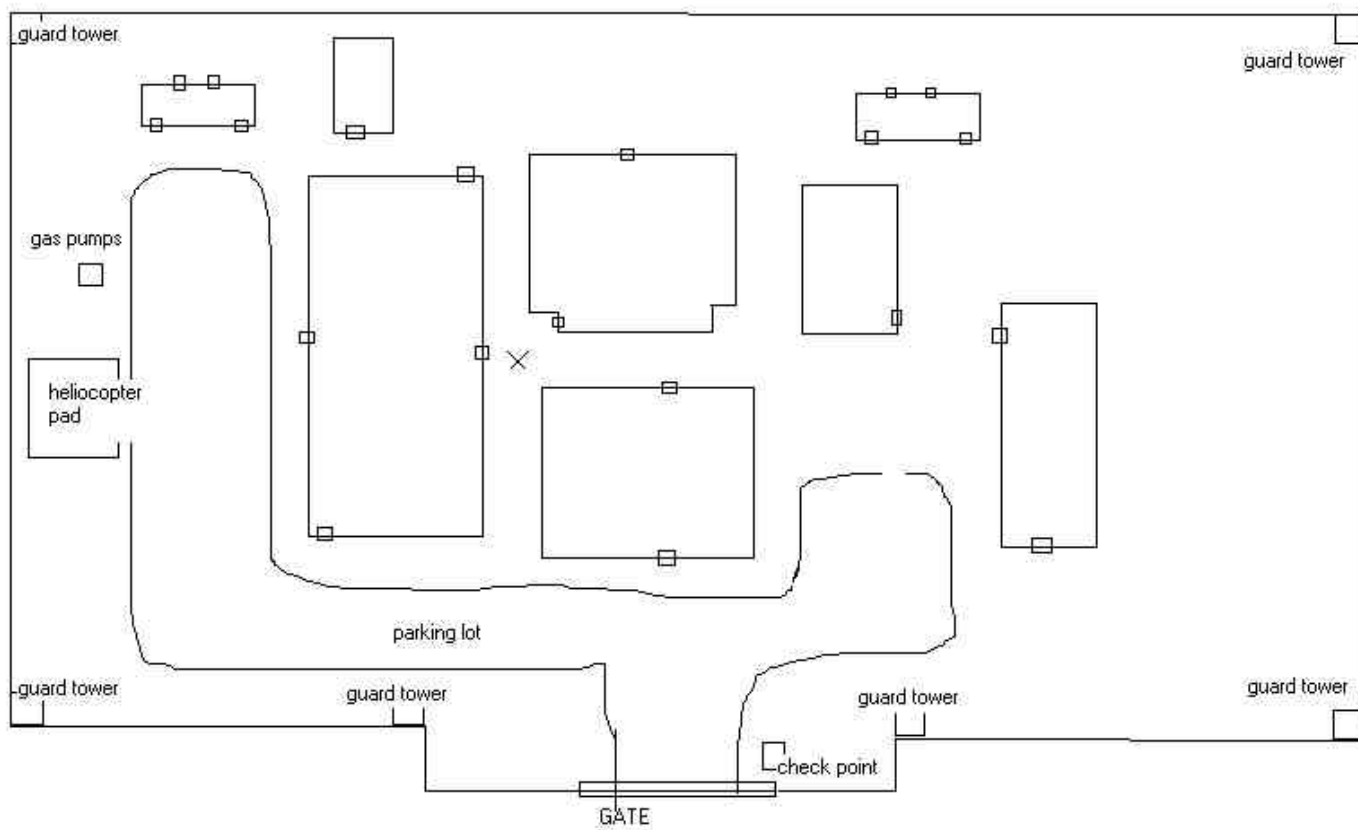 guard tower
guard tower
gas pumps
heliocopter
pad
parking lot
guard tower
guard tower
guard tower
guard tower
check point
GATE